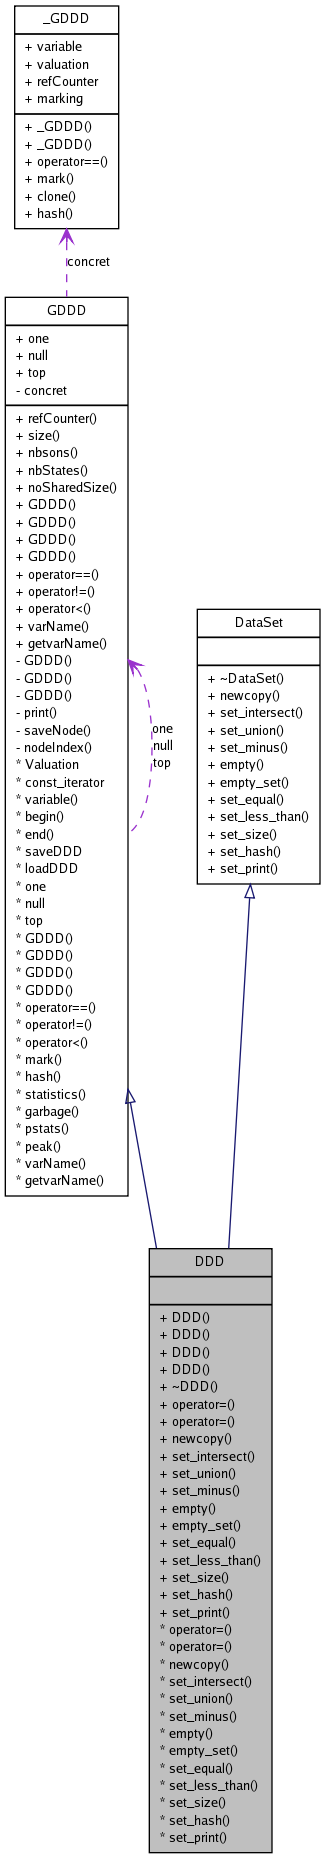 _GDDD
+ variable
+ valuation
+ refCounter
+ marking
+ _GDDD()
+ _GDDD()
+ operator==()
+ mark()
+ clone()
+ hash()
concret
GDDD
+ one
+ null
+ top
- concret
+ refCounter()
+ size()
+ nbsons()
+ nbStates()
+ noSharedSize()
+ GDDD()
+ GDDD()
+ GDDD()
+ GDDD()
+ operator==()
+ operator!=()
+ operator<()
+ varName()
+ getvarName()
- GDDD()
- GDDD()
- GDDD()
- print()
- saveNode()
- nodeIndex()
* Valuation
* const_iterator
* variable()
* begin()
* end()
* saveDDD
* loadDDD
* one
* null
* top
* GDDD()
* GDDD()
* GDDD()
* GDDD()
* operator==()
* operator!=()
* operator<()
* mark()
* hash()
* statistics()
* garbage()
* pstats()
* peak()
* varName()
* getvarName()
one
null
top
DataSet
+ ~DataSet()
+ newcopy()
+ set_intersect()
+ set_union()
+ set_minus()
+ empty()
+ empty_set()
+ set_equal()
+ set_less_than()
+ set_size()
+ set_hash()
+ set_print()
DDD
+ DDD()
+ DDD()
+ DDD()
+ DDD()
+ ~DDD()
+ operator=()
+ operator=()
+ newcopy()
+ set_intersect()
+ set_union()
+ set_minus()
+ empty()
+ empty_set()
+ set_equal()
+ set_less_than()
+ set_size()
+ set_hash()
+ set_print()
* operator=()
* operator=()
* newcopy()
* set_intersect()
* set_union()
* set_minus()
* empty()
* empty_set()
* set_equal()
* set_less_than()
* set_size()
* set_hash()
* set_print()